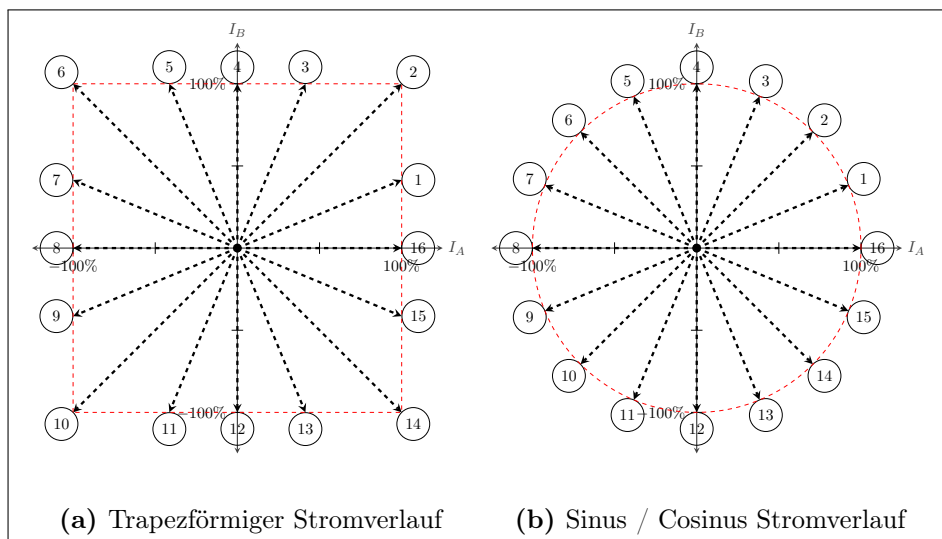 I_B I_B
6 5 4 3 2 5 4 3
100% 100%
6 2
7 1 7 1
8 16 I_A 8 16 I_A
−100% 100% −100% 100%
9 15 9 15
10 14
−100% −100%
10 11 12 13 14 11 12 13
(a) Trapezförmiger Stromverlauf (b) Sinus / Cosinus Stromverlauf